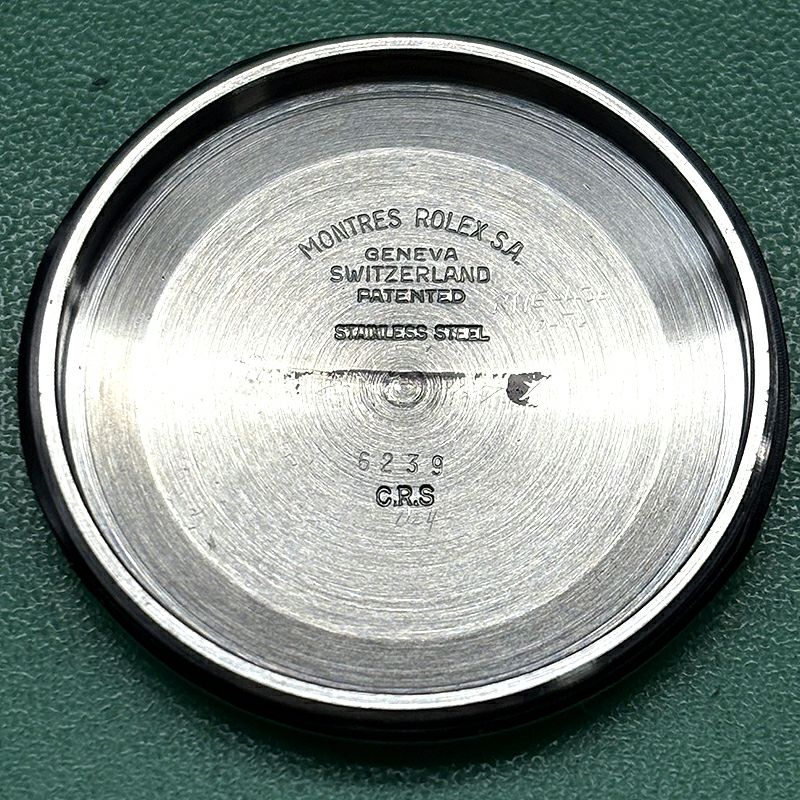 MONTRES ROLEX S.A.
GENEVA
SWITZERLAND
PATENTED
STAINLESS STEEL
6239
C.R.S